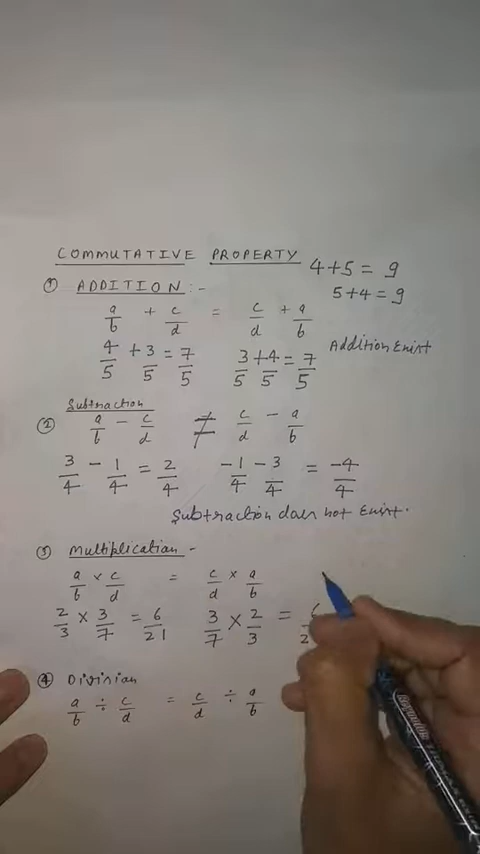 COMMUTATIVE PROPERTY
4+5 = 9
① ADDITION :-
5+4 = 9
a/b + c/d = c/d + a/b
4/5 + 3/5 = 7/5 3/5 + 4/5 = 7/5 Addition Exist
Subtraction
② a/b - c/d ≠ c/d - a/b
3/4 - 1/4 = 2/4 -1/4 - 3/4 = -4/4
Subtraction does not Exist.
③ Multiplication -
a/b × c/d = c/d × a/b
2/3 × 3/7 = 6/21 3/7 × 2/3 =
④ Division
a/b ÷ c/d = c/d ÷ a/b